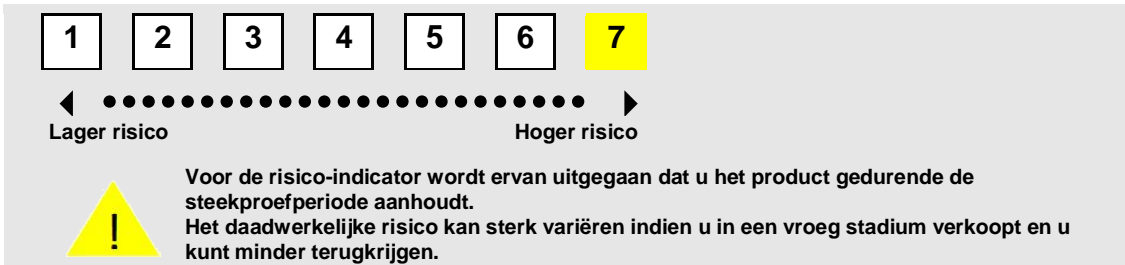 1 2 3 4 5 6 7
Lager risico Hoger risico
Voor de risico-indicator wordt ervan uitgegaan dat u het product gedurende de
steekproefperiode aanhoudt.
Het daadwerkelijke risico kan sterk variëren indien u in een vroeg stadium verkoopt en u
kunt minder terugkrijgen.
!